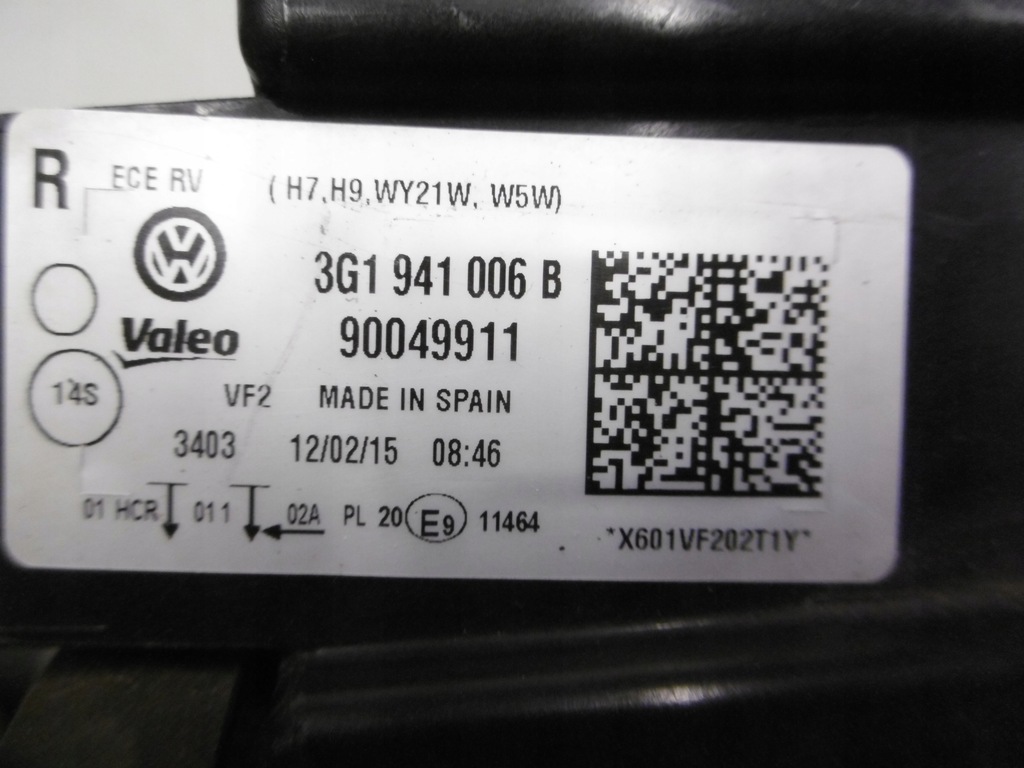 R ECE RV ( H7,H9,WY21W, W5W)
3G1 941 006 B
Valeo 90049911
14S VF2 MADE IN SPAIN
3403 12/02/15 08:46
01 HCR 011 02A PL 20 E9 11464
*X601VF202T1Y*